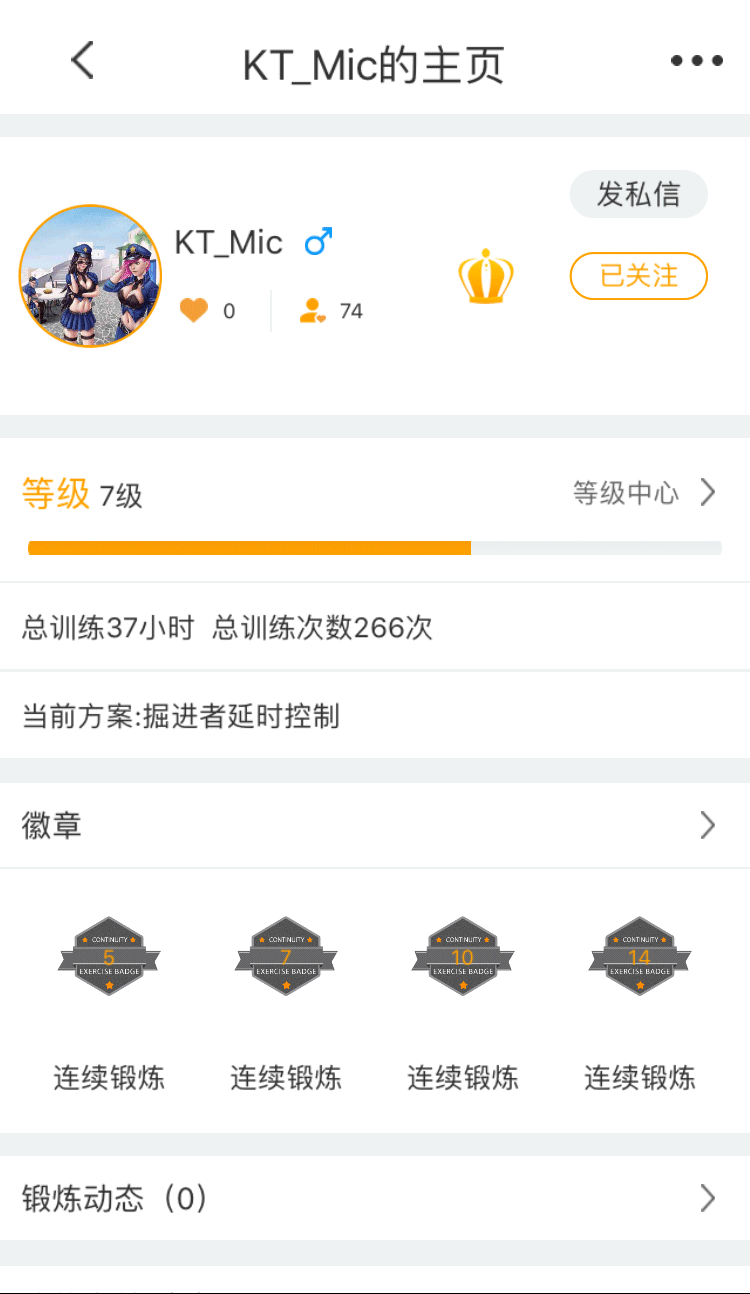 KT_Mic的主页
发私信
KT_Mic
已关注
0
74
等级 7级
等级中心
总训练37小时 总训练次数266次
当前方案:掘进者延时控制
徽章
CONTINUITY
5
EXERCISE BADGE
CONTINUITY
7
EXERCISE BADGE
CONTINUITY
10
EXERCISE BADGE
CONTINUITY
14
EXERCISE BADGE
连续锻炼
连续锻炼
连续锻炼
连续锻炼
锻炼动态（0）